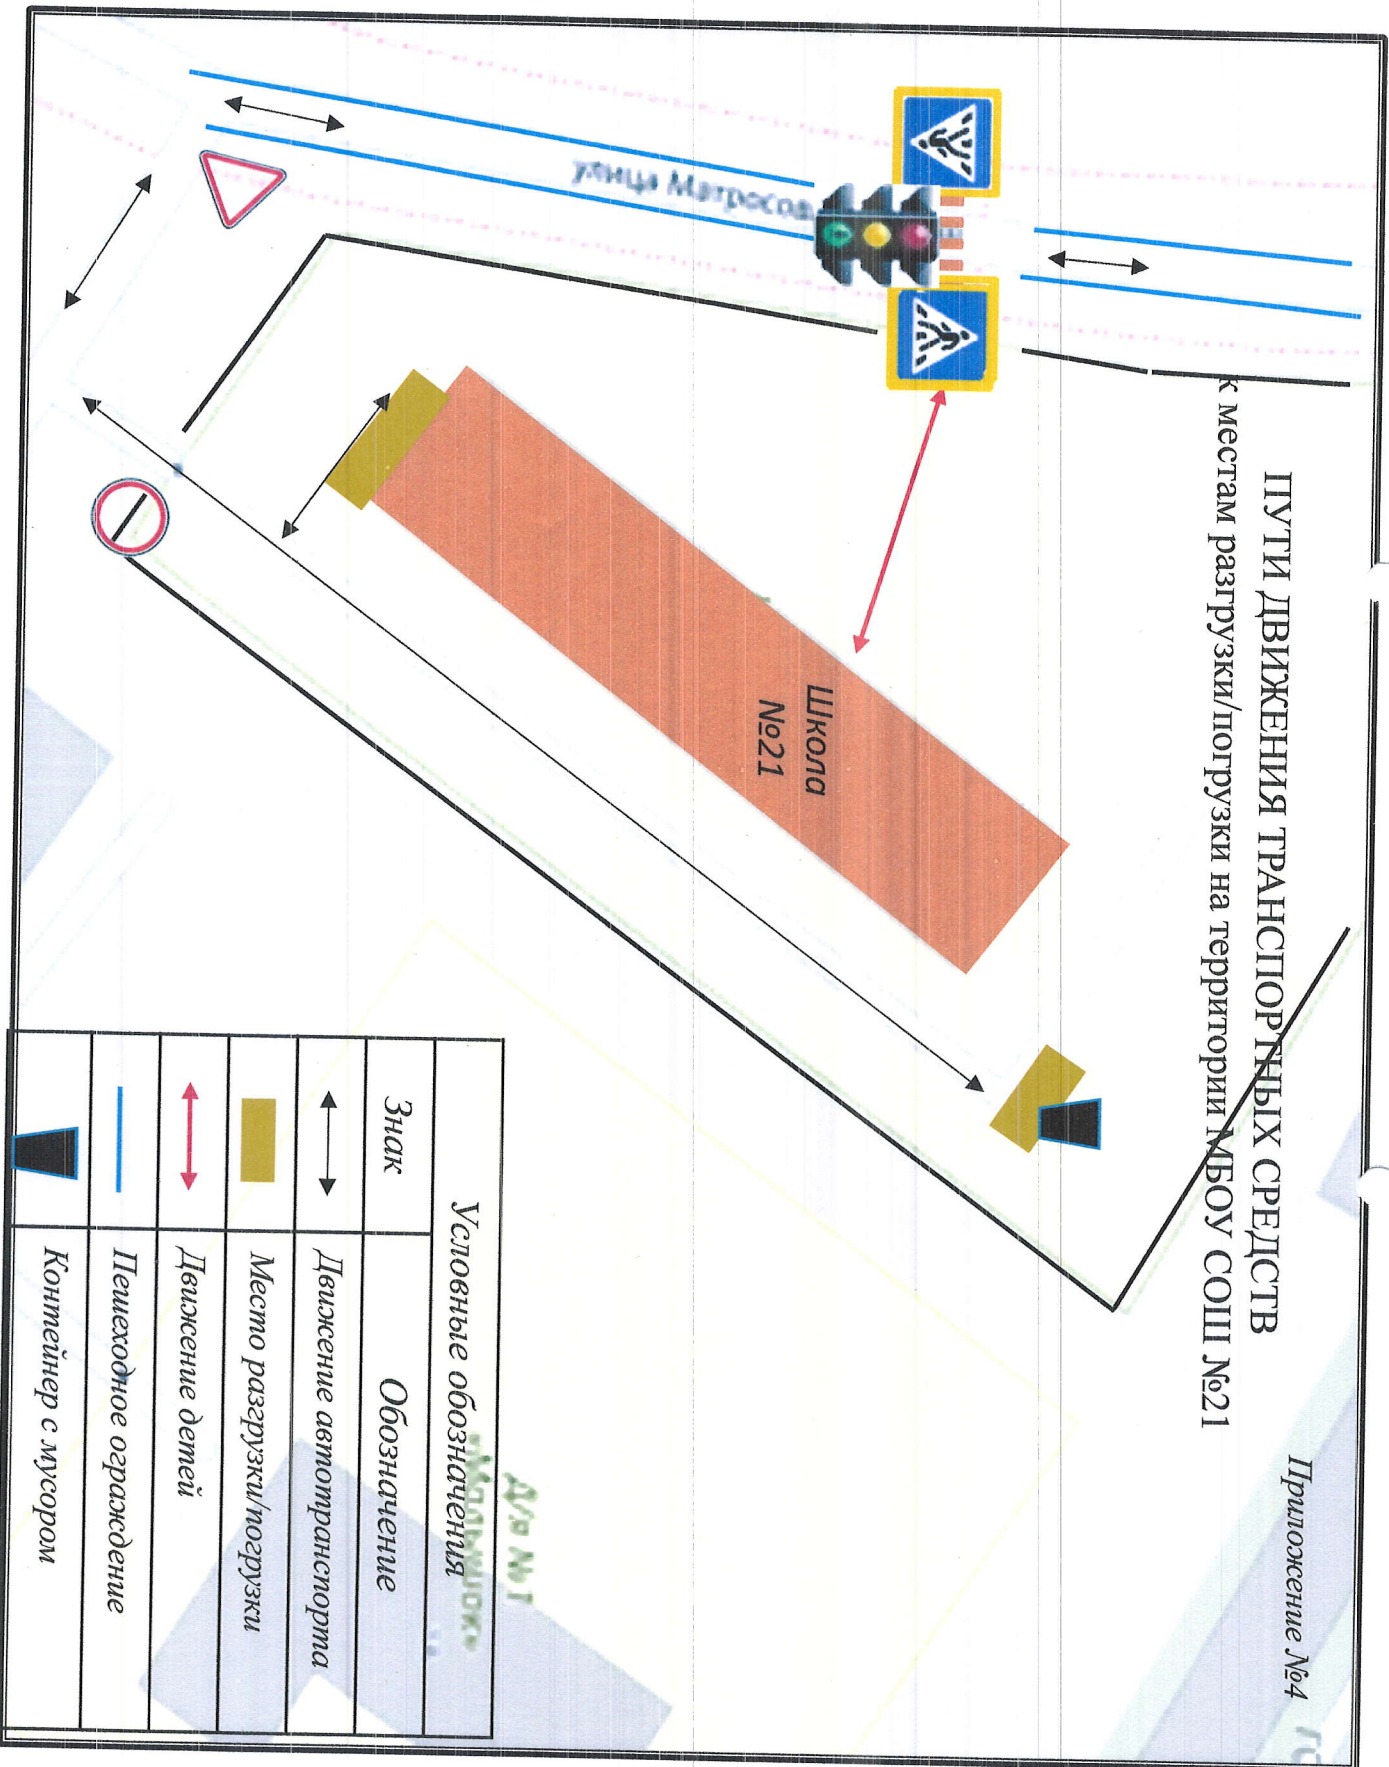 Приложение №4
ПУТИ ДВИЖЕНИЯ ТРАНСПОРТНЫХ СРЕДСТВ
к местам разгрузки/погрузки на территории МБОУ СОШ №21
улица Матросов
Школа
№21
Д/я №1
Условные обозначения
Знак
Обозначение
Движение автотранспорта
Место разгрузки/погрузки
Движение детей
Пешеходное ограждение
Контейнер с мусором